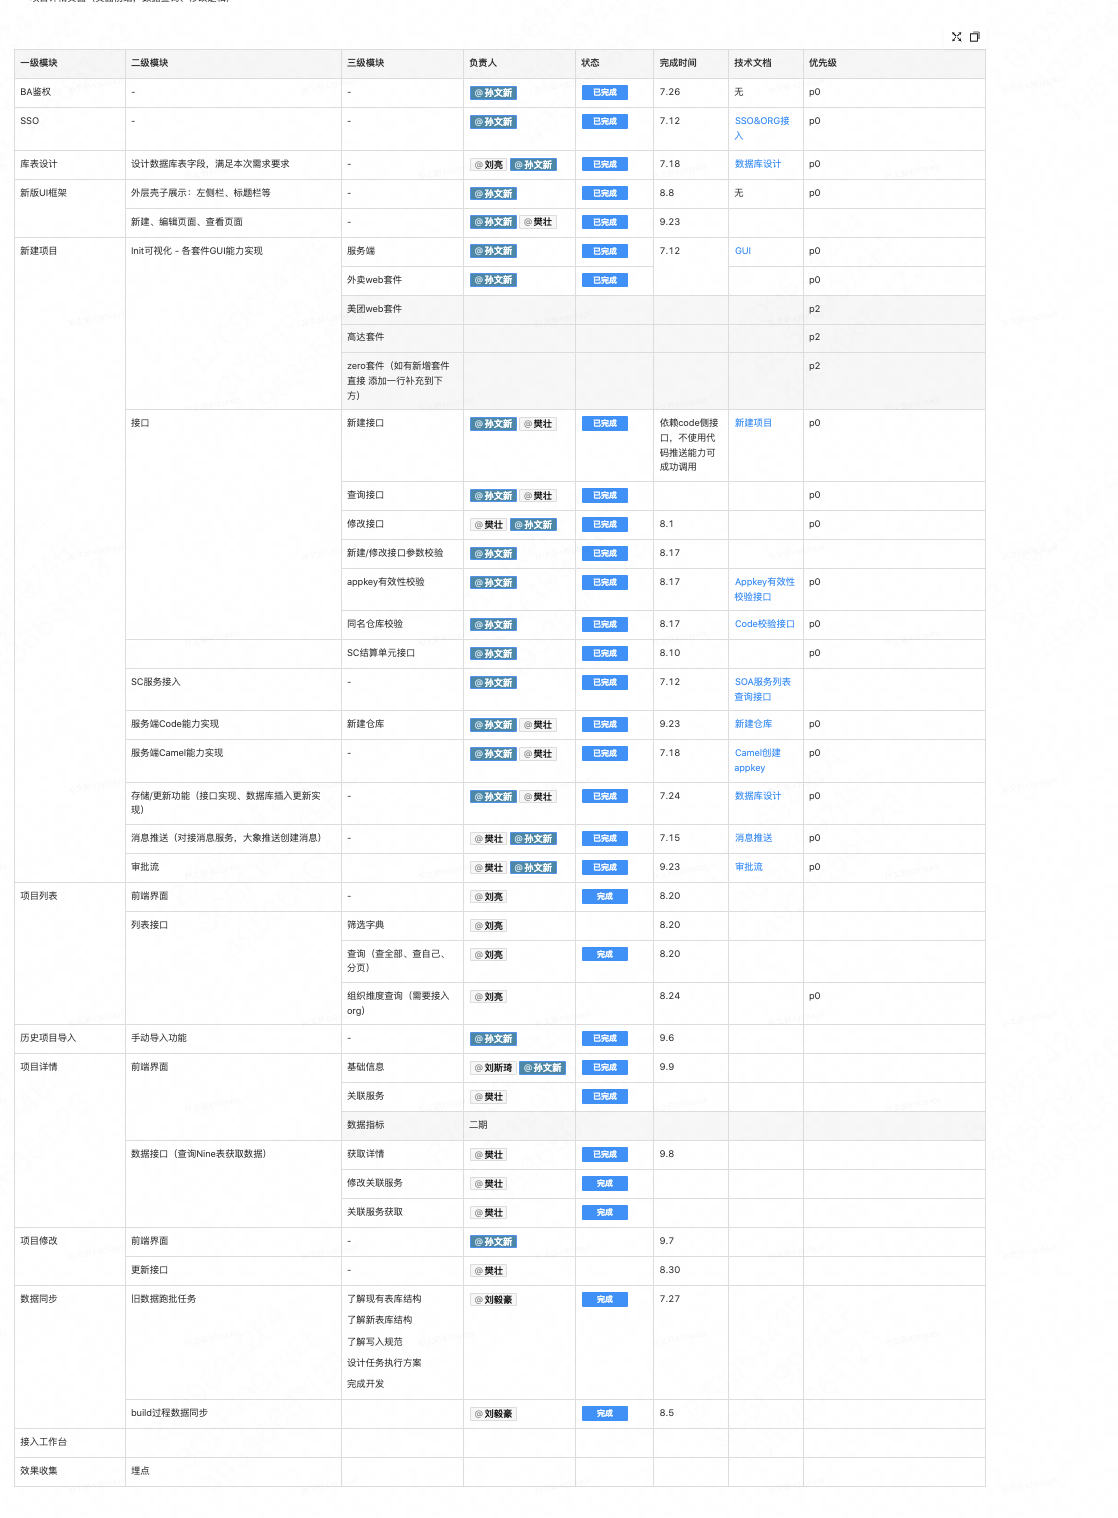 一级模块 二级模块 三级模块 负责人 状态 完成时间 技术文档 优先级
BA鉴权 - - @孙文新 已完成 7.26 无 p0
SSO - - @孙文新 已完成 7.12 SSO&ORG接 p0
入
库表设计 设计数据库表字段，满足本次需求要求 - @刘亮 @孙文新 已完成 7.18 数据库设计 p0
新版UI框架 外层壳子展示：左侧栏、标题栏等 - @孙文新 已完成 8.8 无 p0
新建、编辑页面、查看页面 - @孙文新 @樊壮 已完成 9.23
新建项目 Init可视化 - 各套件GUI能力实现 服务端 @孙文新 已完成 7.12 GUI p0
外卖web套件 @孙文新 已完成 p0
美团web套件 p2
高达套件 p2
zero套件（如有新增套件 p2
直接 添加一行补充到下
方）
接口 新建接口 @孙文新 @樊壮 已完成 依赖code侧接 新建项目 p0
口，不使用代
码推送能力可
成功调用
查询接口 @孙文新 @樊壮 已完成 p0
修改接口 @樊壮 @孙文新 已完成 8.1 p0
新建/修改接口参数校验 @孙文新 已完成 8.17
appkey有效性校验 @孙文新 已完成 8.17 Appkey有效性 p0
校验接口
同名仓库校验 @孙文新 已完成 8.17 Code校验接口 p0
SC结算单元接口 @孙文新 已完成 8.10 p0
SC服务接入 - @孙文新 已完成 7.12 SOA服务列表
查询接口
服务端Code能力实现 新建仓库 @孙文新 @樊壮 已完成 9.23 新建仓库 p0
服务端Camel能力实现 - @孙文新 @樊壮 已完成 7.18 Camel创建 p0
appkey
存储/更新功能（接口实现、数据库插入更新实 - @孙文新 @樊壮 已完成 7.24 数据库设计 p0
现）
消息推送（对接消息服务，大象推送创建消息） - @樊壮 @孙文新 已完成 7.15 消息推送 p0
审批流 - @樊壮 @孙文新 已完成 9.23 审批流 p0
项目列表 前端界面 - @刘亮 完成 8.20
列表接口 筛选字典 @刘亮 8.20
查询（查全部、查自己、 @刘亮 完成 8.20
分页）
组织维度查询（需要接入 @刘亮 8.24 p0
org）
历史项目导入 手动导入功能 - @孙文新 已完成 9.6
项目详情 前端界面 基础信息 @刘斯琦 @孙文新 已完成 9.9
关联服务 @樊壮 已完成
数据指标 二期
数据接口（查询Nine表获取数据） 获取详情 @樊壮 已完成 9.8
修改关联服务 @樊壮 完成
关联服务获取 @樊壮 完成
项目修改 前端界面 - @孙文新 9.7
更新接口 - @樊壮 8.30
数据同步 旧数据跑批任务 了解现有表库结构 @刘毅豪 完成 7.27
了解新表库结构
了解写入规范
设计任务执行方案
完成开发
build过程数据同步 @刘毅豪 完成 8.5
接入工作台
效果收集 埋点